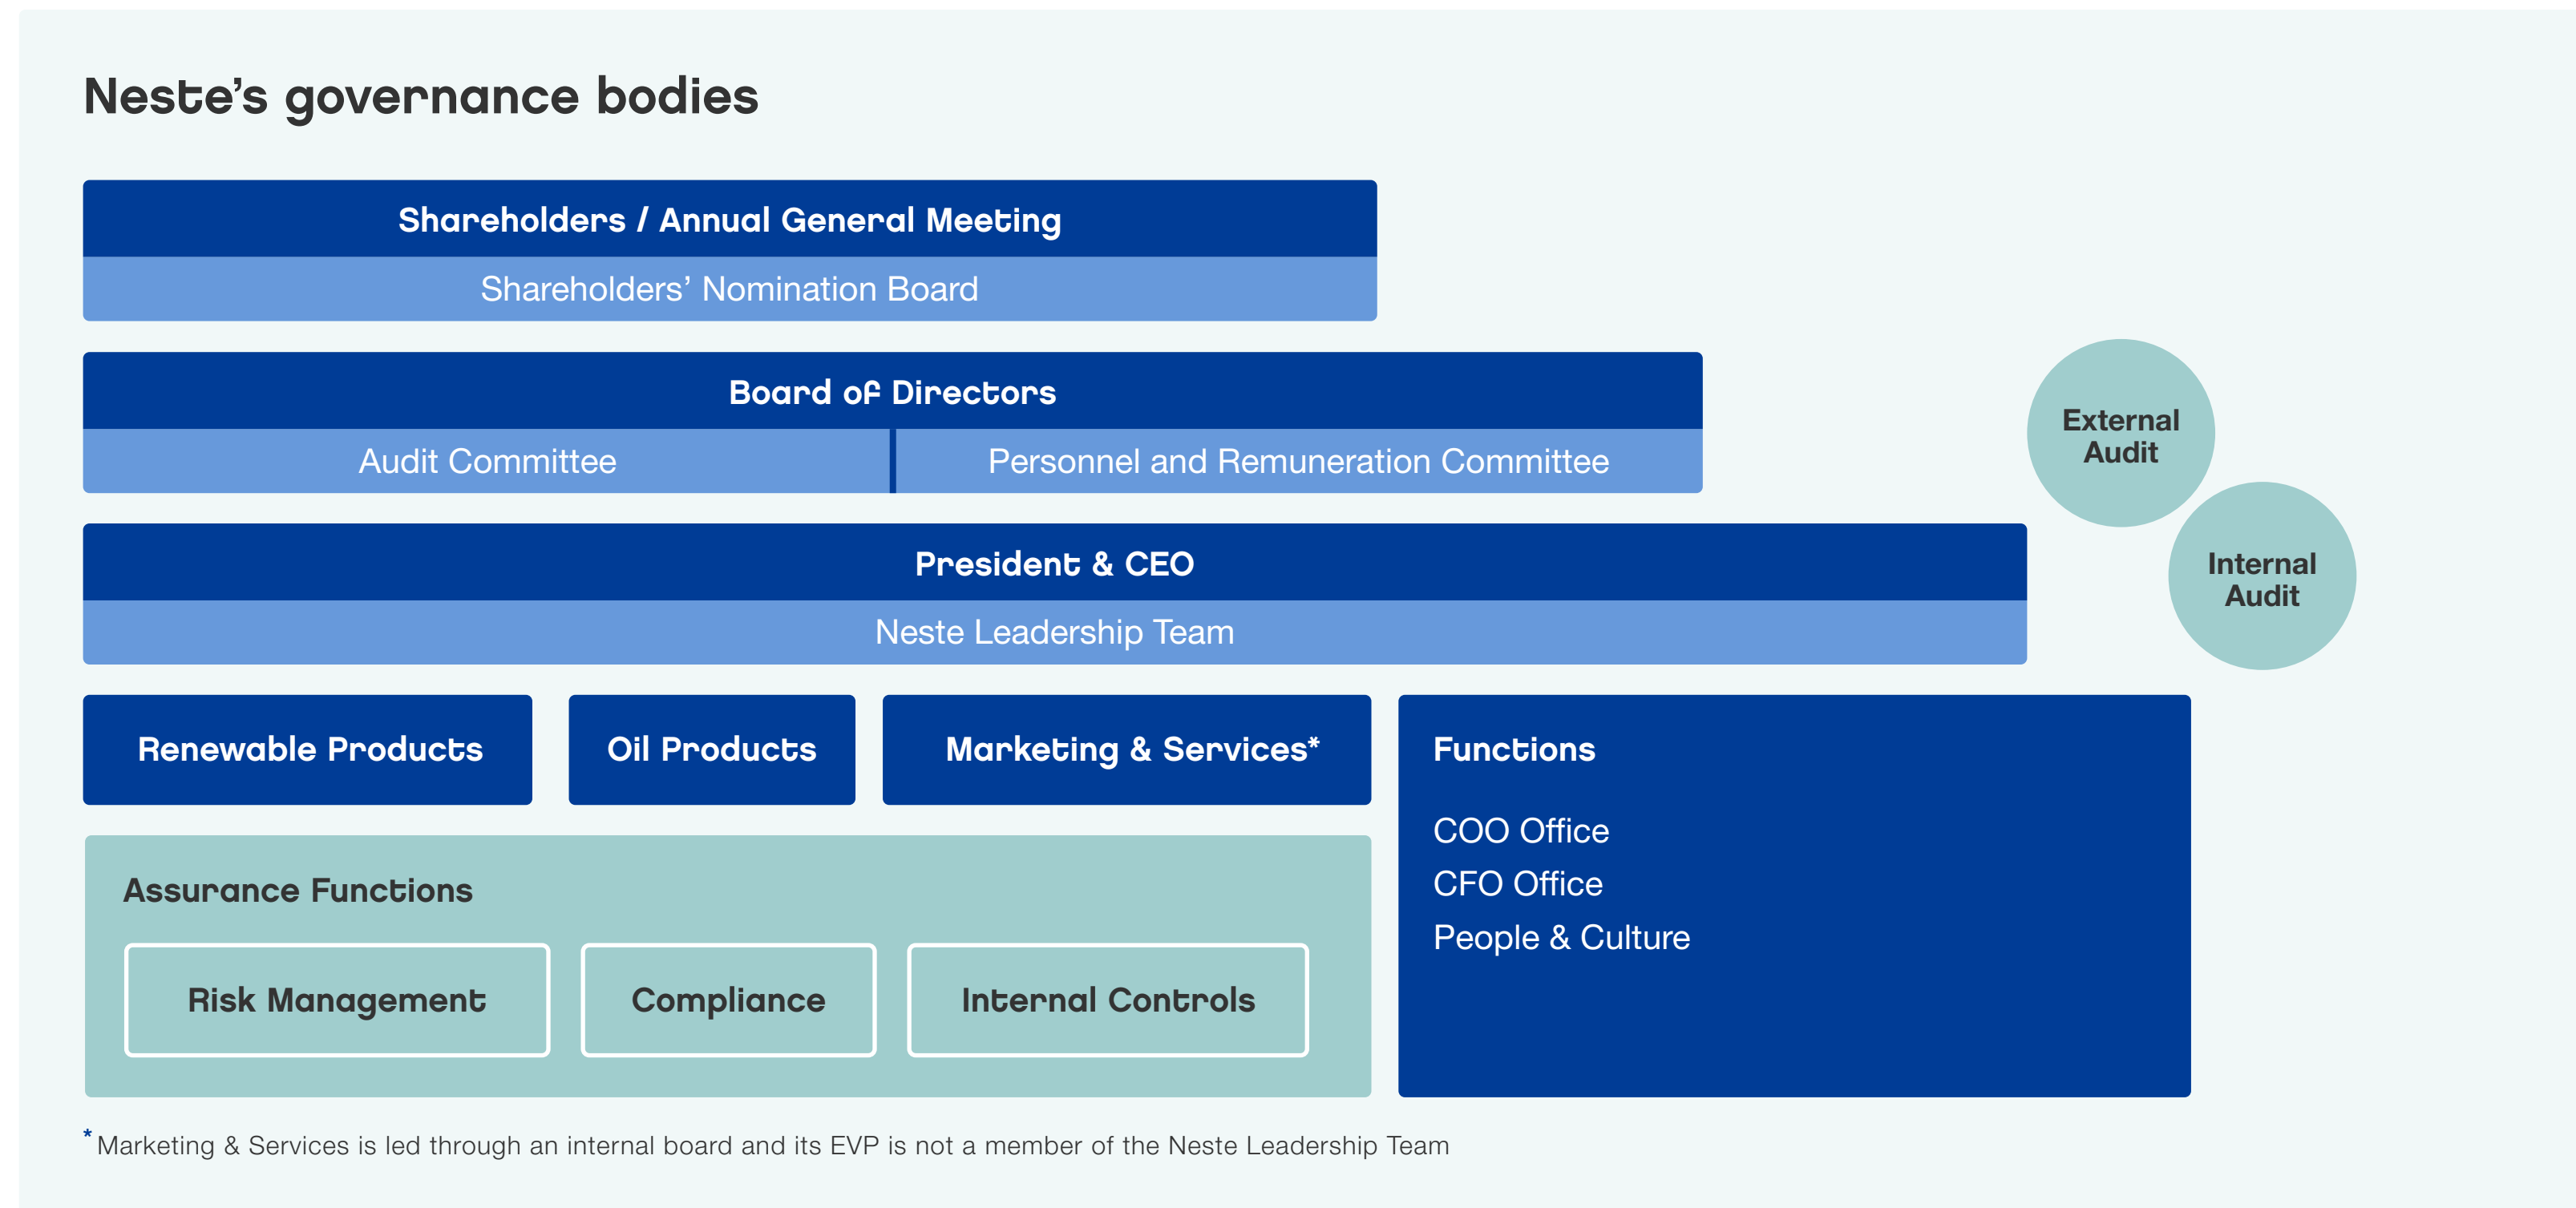 Neste’s governance bodies
Shareholders / Annual General Meeting
Shareholders’ Nomination Board
Board of Directors
Audit Committee
Personnel and Remuneration Committee
External
Audit
President & CEO
Neste Leadership Team
Internal
Audit
Renewable Products
Oil Products
Marketing & Services*
Functions
COO Office
CFO Office
People & Culture
Assurance Functions
Risk Management
Compliance
Internal Controls
* Marketing & Services is led through an internal board and its EVP is not a member of the Neste Leadership Team